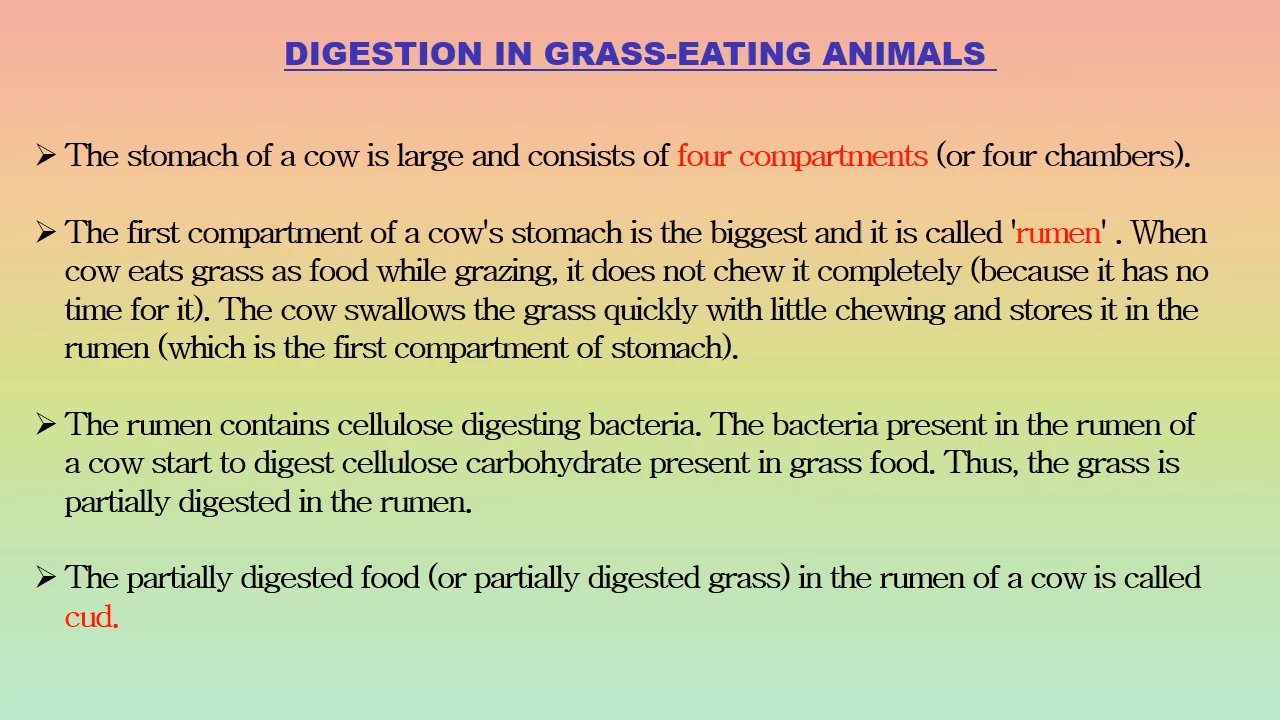 DIGESTION IN GRASS-EATING ANIMALS
➢ The stomach of a cow is large and consists of four compartments (or four chambers).
➢ The first compartment of a cow's stomach is the biggest and it is called 'rumen' . When
cow eats grass as food while grazing, it does not chew it completely (because it has no
time for it). The cow swallows the grass quickly with little chewing and stores it in the
rumen (which is the first compartment of stomach).
➢ The rumen contains cellulose digesting bacteria. The bacteria present in the rumen of
a cow start to digest cellulose carbohydrate present in grass food. Thus, the grass is
partially digested in the rumen.
➢ The partially digested food (or partially digested grass) in the rumen of a cow is called
cud.